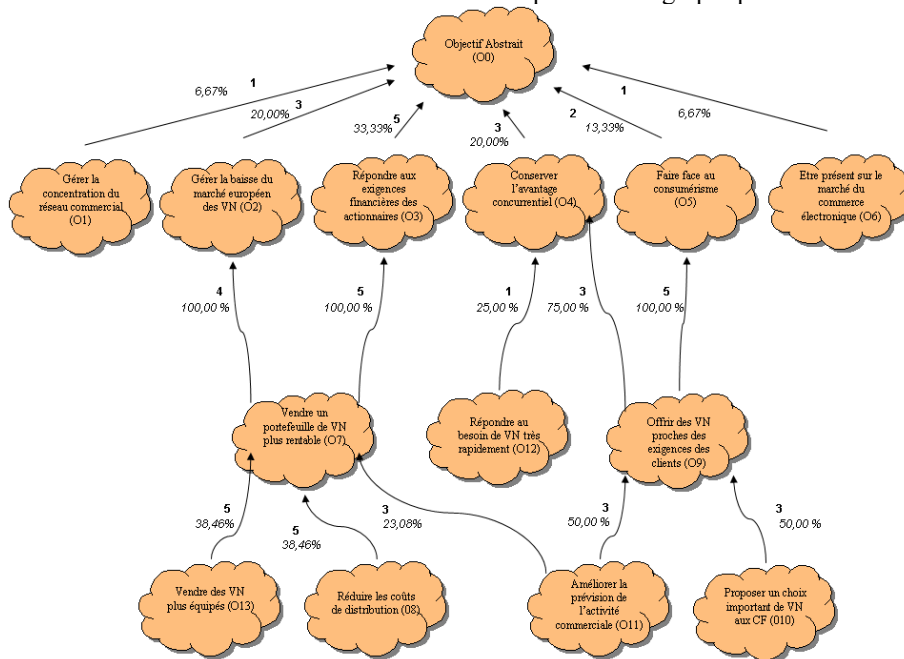 Objectif Abstrait
(O0)
1
6,67%
3
20,00%
5
33,33%
3
20,00%
2
13,33%
1
6,67%
Gérer la
concentration du
réseau commercial
(O1)
Gérer la baisse du
marché européen
des VN (O2)
Répondre aux
exigences
financières des
actionnaires (O3)
Conserver
l'avantage
concurrentiel (O4)
Faire face au
consumérisme
(O5)
Etre présent sur le
marché du
commerce
électronique (O6)
4
100,00 %
5
100,00 %
1
25,00 %
3
75,00 %
5
100,00 %
Vendre un
portefeuille de VN
plus rentable (O7)
Répondre au
besoin de VN très
rapidement (O12)
Offrir des VN
proches des
exigences des
clients (O9)
5
38,46%
5
38,46%
3
23,08%
3
50,00 %
3
50,00 %
Vendre des VN
plus équipés (O13)
Réduire les coûts
de distribution (08)
Améliorer la
prévision de
l'activité
commerciale (O11)
Proposer un choix
important de VN
aux CF (010)